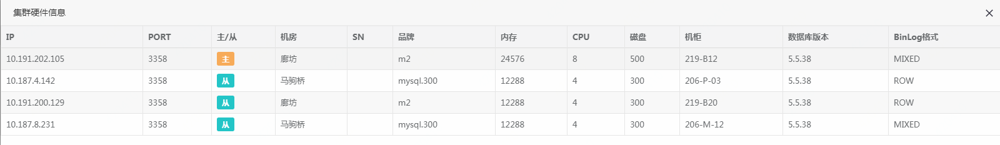 集群硬件信息
IP PORT 主/从 机房 SN 品牌 内存 CPU 磁盘 机柜 数据库版本 BinLog格式
10.191.202.105 3358 主 廊坊 m2 24576 8 500 219-B12 5.5.38 MIXED
10.187.4.142 3358 从 马驹桥 mysql.300 12288 4 300 206-P-03 5.5.38 ROW
10.191.200.129 3358 从 廊坊 m2 12288 4 300 219-B20 5.5.38 ROW
10.187.8.231 3358 从 马驹桥 mysql.300 12288 4 300 206-M-12 5.5.38 MIXED